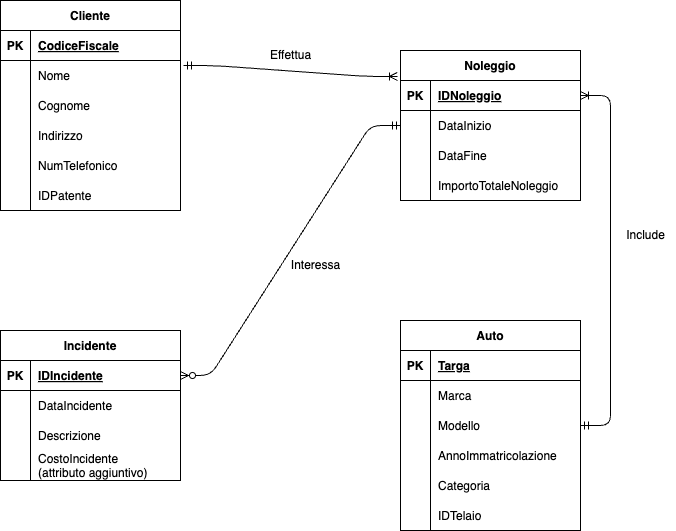 Cliente
PK CodiceFiscale
Nome
Cognome
Indirizzo
NumTelefonico
IDPatente
Effettua
Noleggio
PK IDNoleggio
DataInizio
DataFine
ImportoTotaleNoleggio
Include
Interessa
Incidente
PK IDIncidente
DataIncidente
Descrizione
CostoIncidente
(attributo aggiuntivo)
Auto
PK Targa
Marca
Modello
AnnoImmatricolazione
Categoria
IDTelaio